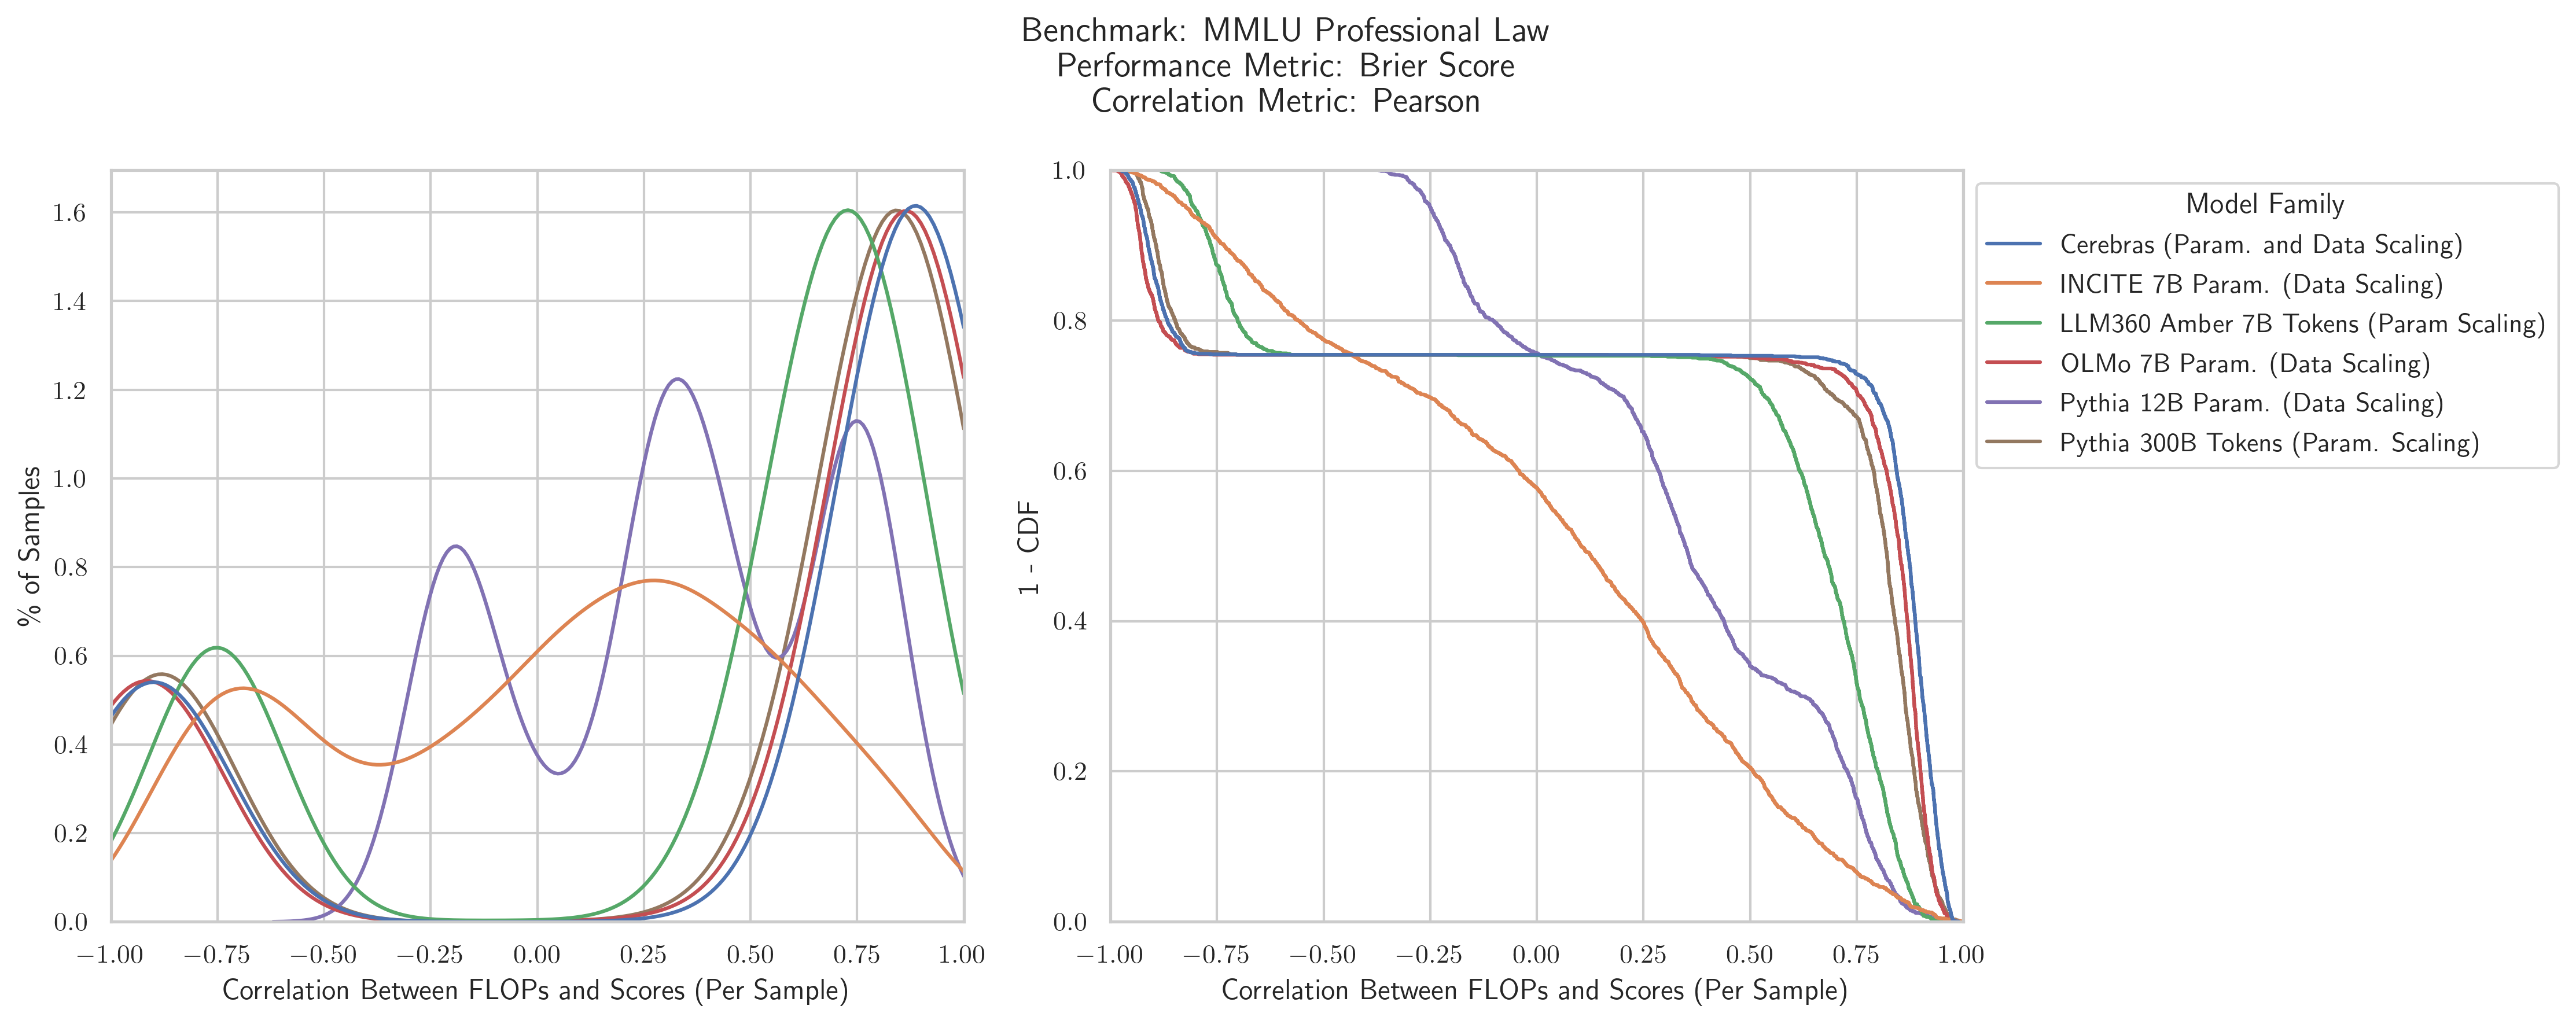 Benchmark: MMLU Professional Law
Performance Metric: Brier Score
Correlation Metric: Pearson
% of Samples
1.6
1.4
1.2
1.0
0.8
0.6
0.4
0.2
0.0
−1.00 −0.75 −0.50 −0.25 0.00 0.25 0.50 0.75 1.00
Correlation Between FLOPs and Scores (Per Sample)
1 - CDF
1.0
0.8
0.6
0.4
0.2
0.0
−1.00 −0.75 −0.50 −0.25 0.00 0.25 0.50 0.75 1.00
Correlation Between FLOPs and Scores (Per Sample)
Model Family
Cerebras (Param. and Data Scaling)
INCITE 7B Param. (Data Scaling)
LLM360 Amber 7B Tokens (Param Scaling)
OLMo 7B Param. (Data Scaling)
Pythia 12B Param. (Data Scaling)
Pythia 300B Tokens (Param. Scaling)